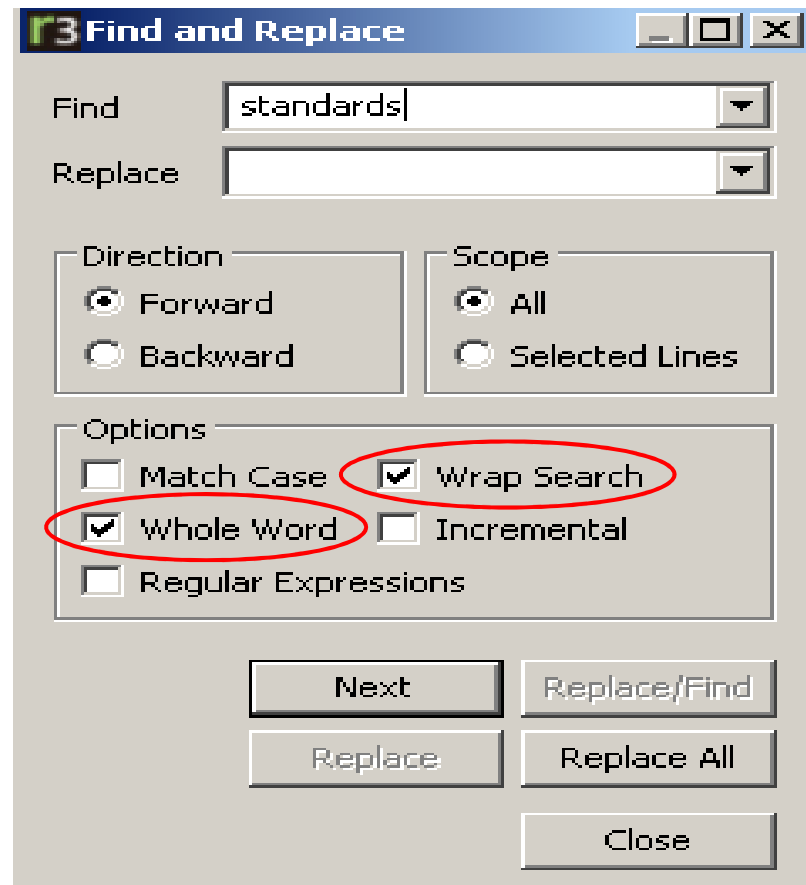 r3 Find and Replace
Find standards
Replace
Direction Scope
Forward All
Backward Selected Lines
Options
Match Case Wrap Search
Whole Word Incremental
Regular Expressions
Next Replace/Find
Replace Replace All
Close